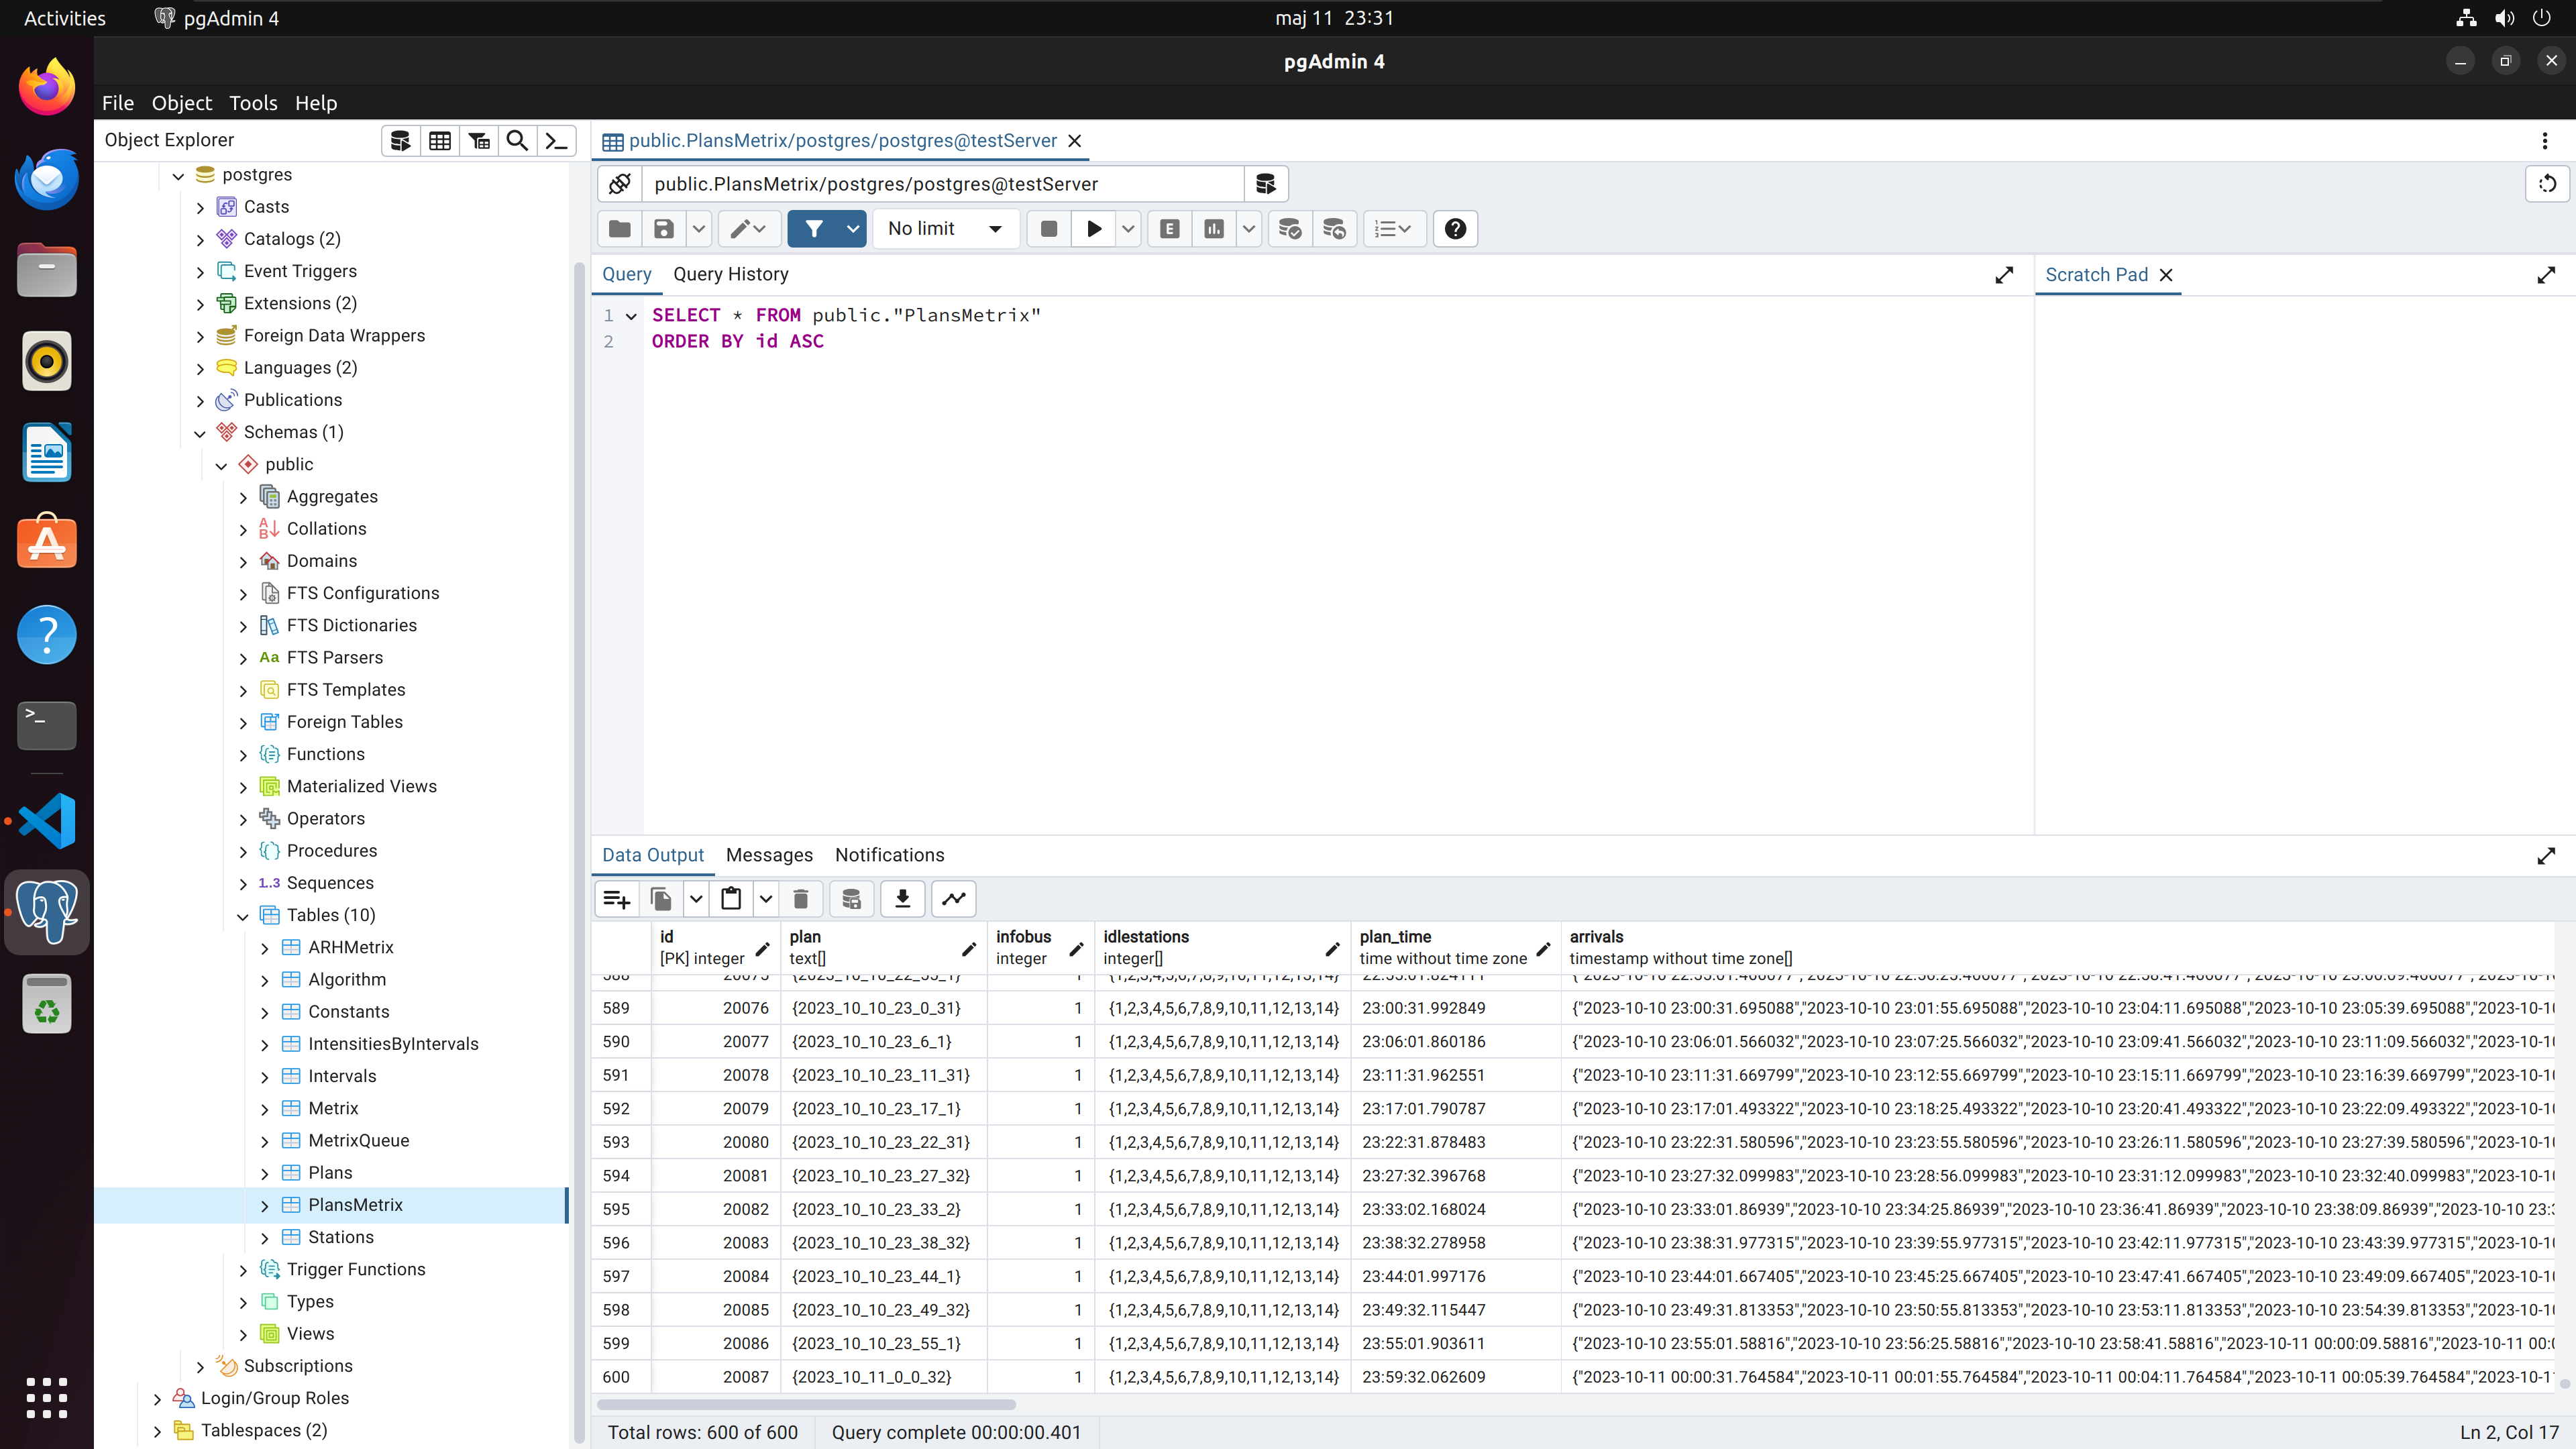 Activities
pgAdmin 4
maj 11 23:31
pgAdmin 4
File Object Tools Help
Object Explorer
postgres
Casts
Catalogs (2)
Event Triggers
Extensions (2)
Foreign Data Wrappers
Languages (2)
Publications
Schemas (1)
public
Aggregates
Collations
Domains
FTS Configurations
FTS Dictionaries
Aa FTS Parsers
FTS Templates
Foreign Tables
Functions
Materialized Views
Operators
Procedures
1..3 Sequences
Tables (10)
ARHMetrix
Algorithm
Constants
IntensitiesByIntervals
Intervals
Metrix
MetrixQueue
Plans
PlansMetrix
Stations
Trigger Functions
Types
Views
Subscriptions
Login/Group Roles
Tablespaces (2)
public.PlansMetrix/postgres/postgres@testServer
public.PlansMetrix/postgres/postgres@testServer
No limit
E
Query Query History
Scratch Pad
1 SELECT * FROM public."PlansMetrix"
2 ORDER BY id ASC
Data Output Messages Notifications
id plan infobus idlestations plan_time arrivals
[PK] integer text[] integer integer[] time without time zone timestamp without time zone[]
589 20076 {2023_10_10_23_0_31} 1 {1,2,3,4,5,6,7,8,9,10,11,12,13,14} 23:00:31.992849 {"2023-10-10 23:00:31.695088","2023-10-10 23:01:55.695088","2023-10-10 23:04:11.695088","2023-10-10 23:05:39.695088","2023-10-10
590 20077 {2023_10_10_23_6_1} 1 {1,2,3,4,5,6,7,8,9,10,11,12,13,14} 23:06:01.860186 {"2023-10-10 23:06:01.566032","2023-10-10 23:07:25.566032","2023-10-10 23:09:41.566032","2023-10-10 23:11:09.566032","2023-10-10
591 20078 {2023_10_10_23_11_31} 1 {1,2,3,4,5,6,7,8,9,10,11,12,13,14} 23:11:31.962551 {"2023-10-10 23:11:31.669799","2023-10-10 23:12:55.669799","2023-10-10 23:15:11.669799","2023-10-10 23:16:39.669799","2023-10-10
592 20079 {2023_10_10_23_17_1} 1 {1,2,3,4,5,6,7,8,9,10,11,12,13,14} 23:17:01.790787 {"2023-10-10 23:17:01.493322","2023-10-10 23:18:25.493322","2023-10-10 23:20:41.493322","2023-10-10 23:22:09.493322","2023-10-10
593 20080 {2023_10_10_23_22_31} 1 {1,2,3,4,5,6,7,8,9,10,11,12,13,14} 23:22:31.878483 {"2023-10-10 23:22:31.580596","2023-10-10 23:23:55.580596","2023-10-10 23:26:11.580596","2023-10-10 23:27:39.580596","2023-10-10
594 20081 {2023_10_10_23_27_32} 1 {1,2,3,4,5,6,7,8,9,10,11,12,13,14} 23:27:32.396768 {"2023-10-10 23:27:32.099983","2023-10-10 23:28:56.099983","2023-10-10 23:31:12.099983","2023-10-10 23:32:40.099983","2023-10-10
595 20082 {2023_10_10_23_33_2} 1 {1,2,3,4,5,6,7,8,9,10,11,12,13,14} 23:33:02.168024 {"2023-10-10 23:33:01.86939","2023-10-10 23:34:25.86939","2023-10-10 23:36:41.86939","2023-10-10 23:38:09.86939","2023-10-10 23:3
596 20083 {2023_10_10_23_38_32} 1 {1,2,3,4,5,6,7,8,9,10,11,12,13,14} 23:38:32.278958 {"2023-10-10 23:38:31.977315","2023-10-10 23:39:55.977315","2023-10-10 23:42:11.977315","2023-10-10 23:43:39.977315","2023-10-10
597 20084 {2023_10_10_23_44_1} 1 {1,2,3,4,5,6,7,8,9,10,11,12,13,14} 23:44:01.997176 {"2023-10-10 23:44:01.667405","2023-10-10 23:45:25.667405","2023-10-10 23:47:41.667405","2023-10-10 23:49:09.667405","2023-10-10
598 20085 {2023_10_10_23_49_32} 1 {1,2,3,4,5,6,7,8,9,10,11,12,13,14} 23:49:32.115447 {"2023-10-10 23:49:31.813353","2023-10-10 23:50:55.813353","2023-10-10 23:53:11.813353","2023-10-10 23:54:39.813353","2023-10-10
599 20086 {2023_10_10_23_55_1} 1 {1,2,3,4,5,6,7,8,9,10,11,12,13,14} 23:55:01.903611 {"2023-10-10 23:55:01.58816","2023-10-10 23:56:25.58816","2023-10-10 23:58:41.58816","2023-10-11 00:00:09.58816","2023-10-11 00:0
600 20087 {2023_10_11_0_0_32} 1 {1,2,3,4,5,6,7,8,9,10,11,12,13,14} 23:59:32.062609 {"2023-10-11 00:00:31.764584","2023-10-11 00:01:55.764584","2023-10-11 00:04:11.764584","2023-10-11 00:05:39.764584","2023-10-1
Total rows: 600 of 600 Query complete 00:00:00.401
Ln 2, Col 17